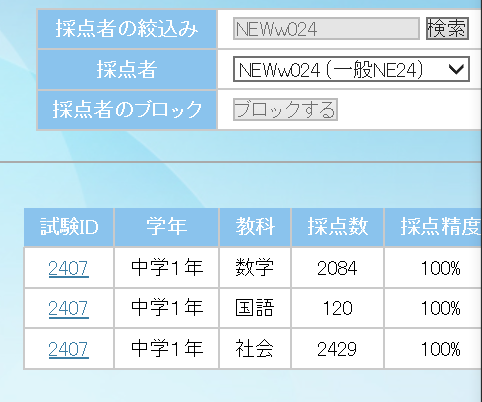 採点者の絞込み NEWw024 検索
採点者 NEWw024 (一般NE24)
採点者のブロック ブロックする
試験ID 学年 教科 採点数 採点精度
2407 中学1年 数学 2084 100%
2407 中学1年 国語 120 100%
2407 中学1年 社会 2429 100%